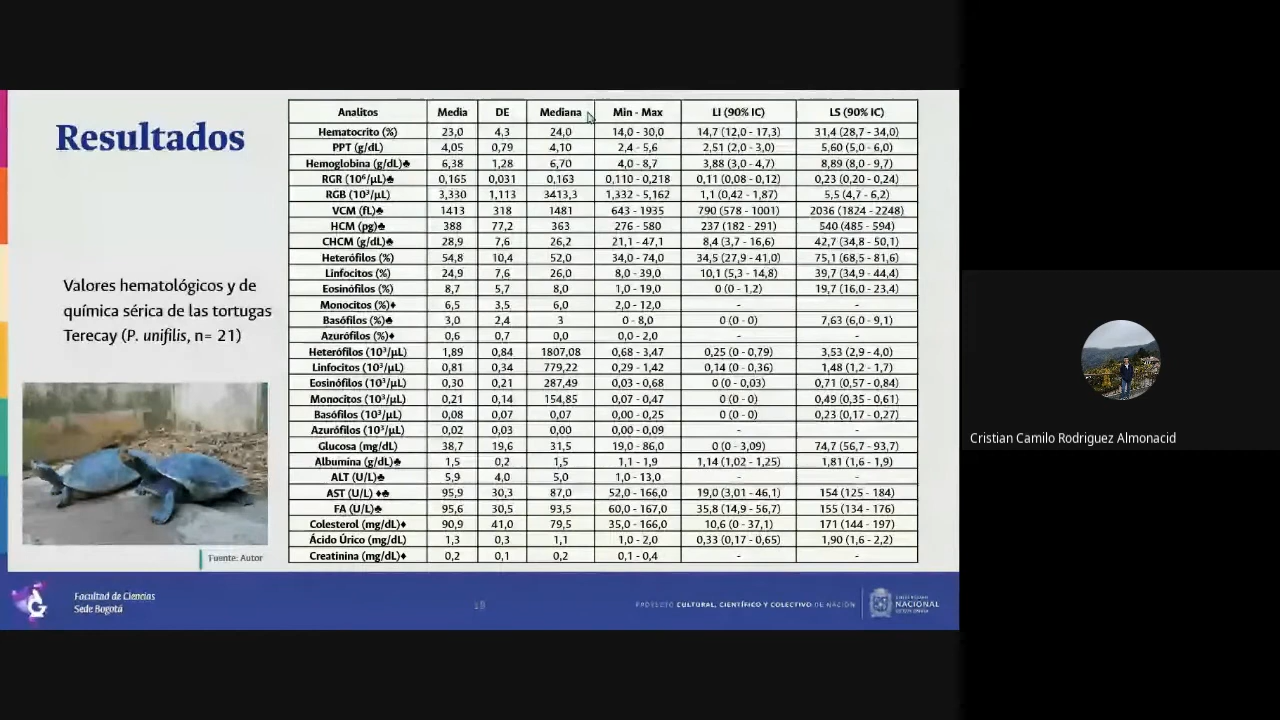 Resultados
Valores hematológicos y de
química sérica de las tortugas
Terecay (P. unifilis, n= 21)
Fuente: Autor
Analitos Media DE Mediana Min - Max LI (90% IC) LS (90% IC)
Hematocrito (%) 23,0 4,3 24,0 14,0 - 30,0 14,7 (12,0 - 17,3) 31,4 (28,7 - 34,0)
PPT (g/dL) 4,05 0,79 4,10 2,4 - 5,6 2,51 (2,0 - 3,0) 5,60 (5,0 - 6,0)
Hemoglobina (g/dL)♣ 6,38 1,28 6,70 4,0 - 8,7 3,88 (3,0 - 4,7) 8,89 (8,0 - 9,7)
RGR (10⁶/µL)♣ 0,165 0,031 0,163 0,110 - 0,218 0,11 (0,08 - 0,12) 0,23 (0,20 - 0,24)
RGB (10³/µL) 3,330 1,113 3413,3 1,332 - 5,162 1,1 (0,42 - 1,87) 5,5 (4,7 - 6,2)
VCM (fL)♣ 1413 318 1481 643 - 1935 790 (578 - 1001) 2036 (1824 - 2248)
HCM (pg)♣ 388 77,2 363 276 - 580 237 (182 - 291) 540 (485 - 594)
CHCM (g/dL)♣ 28,9 7,6 26,2 21,1 - 47,1 8,4 (3,7 - 16,6) 42,7 (34,8 - 50,1)
Heterófilos (%) 54,8 10,4 52,0 34,0 - 74,0 34,5 (27,9 - 41,0) 75,1 (68,5 - 81,6)
Linfocitos (%) 24,9 7,6 26,0 8,0 - 39,0 10,1 (5,3 - 14,8) 39,7 (34,9 - 44,4)
Eosinófilos (%) 8,7 5,7 8,0 1,0 - 19,0 0 (0 - 1,2) 19,7 (16,0 - 23,4)
Monocitos (%)♦ 6,5 3,5 6,0 2,0 - 12,0 - -
Basófilos (%)♣ 3,0 2,4 3 0 - 8,0 0 (0 - 0) 7,63 (6,0 - 9,1)
Azurófilos (%)♦ 0,6 0,7 0,0 0,0 - 2,0 - -
Heterófilos (10³/µL) 1,89 0,84 1807,08 0,68 - 3,47 0,25 (0 - 0,79) 3,53 (2,9 - 4,0)
Linfocitos (10³/µL) 0,81 0,34 779,22 0,29 - 1,42 0,14 (0 - 0,36) 1,48 (1,2 - 1,7)
Eosinófilos (10³/µL) 0,30 0,21 287,49 0,03 - 0,68 0 (0 - 0,03) 0,71 (0,57 - 0,84)
Monocitos (10³/µL) 0,21 0,14 154,85 0,07 - 0,47 0 (0 - 0) 0,49 (0,35 - 0,61)
Basófilos (10³/µL) 0,08 0,07 0,07 0,00 - 0,25 0 (0 - 0) 0,23 (0,17 - 0,27)
Azurófilos (10³/µL) 0,02 0,03 0,00 0,00 - 0,09 - -
Glucosa (mg/dL) 38,7 19,6 31,5 19,0 - 86,0 0 (0 - 3,09) 74,7 (56,7 - 93,7)
Albumina (g/dL)♣ 1,5 0,2 1,5 1,1 - 1,9 1,14 (1,02 - 1,25) 1,81 (1,6 - 1,9)
ALT (U/L)♣ 5,9 4,0 5,0 1,0 - 13,0 - -
AST (U/L) ♦♣ 95,9 30,3 87,0 52,0 - 166,0 19,0 (3,01 - 46,1) 154 (125 - 184)
FA (U/L)♣ 95,6 30,5 93,5 60,0 - 167,0 35,8 (14,9 - 56,7) 155 (134 - 176)
Colesterol (mg/dL)♦ 90,9 41,0 79,5 35,0 - 166,0 10,6 (0 - 37,1) 171 (144 - 197)
Ácido Úrico (mg/dL) 1,3 0,3 1,1 1,0 - 2,0 0,33 (0,17 - 0,65) 1,90 (1,6 - 2,2)
Creatinina (mg/dL)♦ 0,2 0,1 0,2 0,1 - 0,4 - -
Facultad de Ciencias
Sede Bogotá
PROYECTO CULTURAL, CIENTÍFICO Y COLECTIVO DE NACIÓN
UNIVERSIDAD
NACIONAL
DE COLOMBIA
Cristian Camilo Rodriguez Almonacid